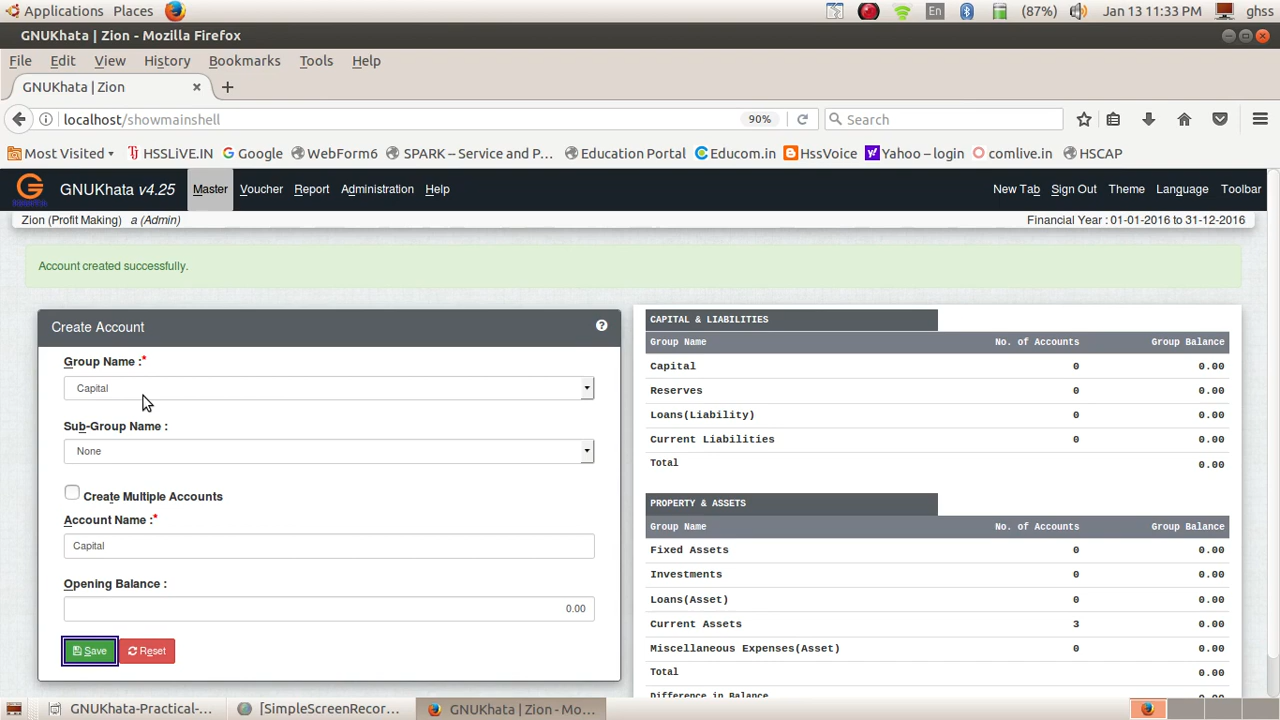 Applications Places En (87%) Jan 13 11:33 PM ghss
GNUKhata | Zion - Mozilla Firefox
File Edit View History Bookmarks Tools Help
GNUKhata | Zion × +
localhost/showmainshell 90% Search
Most Visited HSSLiVE.IN Google WebForm6 SPARK – Service and P... Education Portal Educom.in HssVoice Yahoo – login comlive.in HSCAP
GNUKhata v4.25 Master Voucher Report Administration Help New Tab Sign Out Theme Language Toolbar
Zion (Profit Making) a (Admin) Financial Year : 01-01-2016 to 31-12-2016
Account created successfully.
Create Account
Group Name :*
Capital
Sub-Group Name :
None
Create Multiple Accounts
Account Name :*
Capital
Opening Balance :
0.00
Save Reset
CAPITAL & LIABILITIES
Group Name No. of Accounts Group Balance
Capital 0 0.00
Reserves 0 0.00
Loans(Liability) 0 0.00
Current Liabilities 0 0.00
Total 0.00
PROPERTY & ASSETS
Group Name No. of Accounts Group Balance
Fixed Assets 0 0.00
Investments 0 0.00
Loans(Asset) 0 0.00
Current Assets 3 0.00
Miscellaneous Expenses(Asset) 0 0.00
Total 0.00
Difference in Balance
GNUKhata-Practical-... [SimpleScreenRecor... GNUKhata | Zion - Mo...